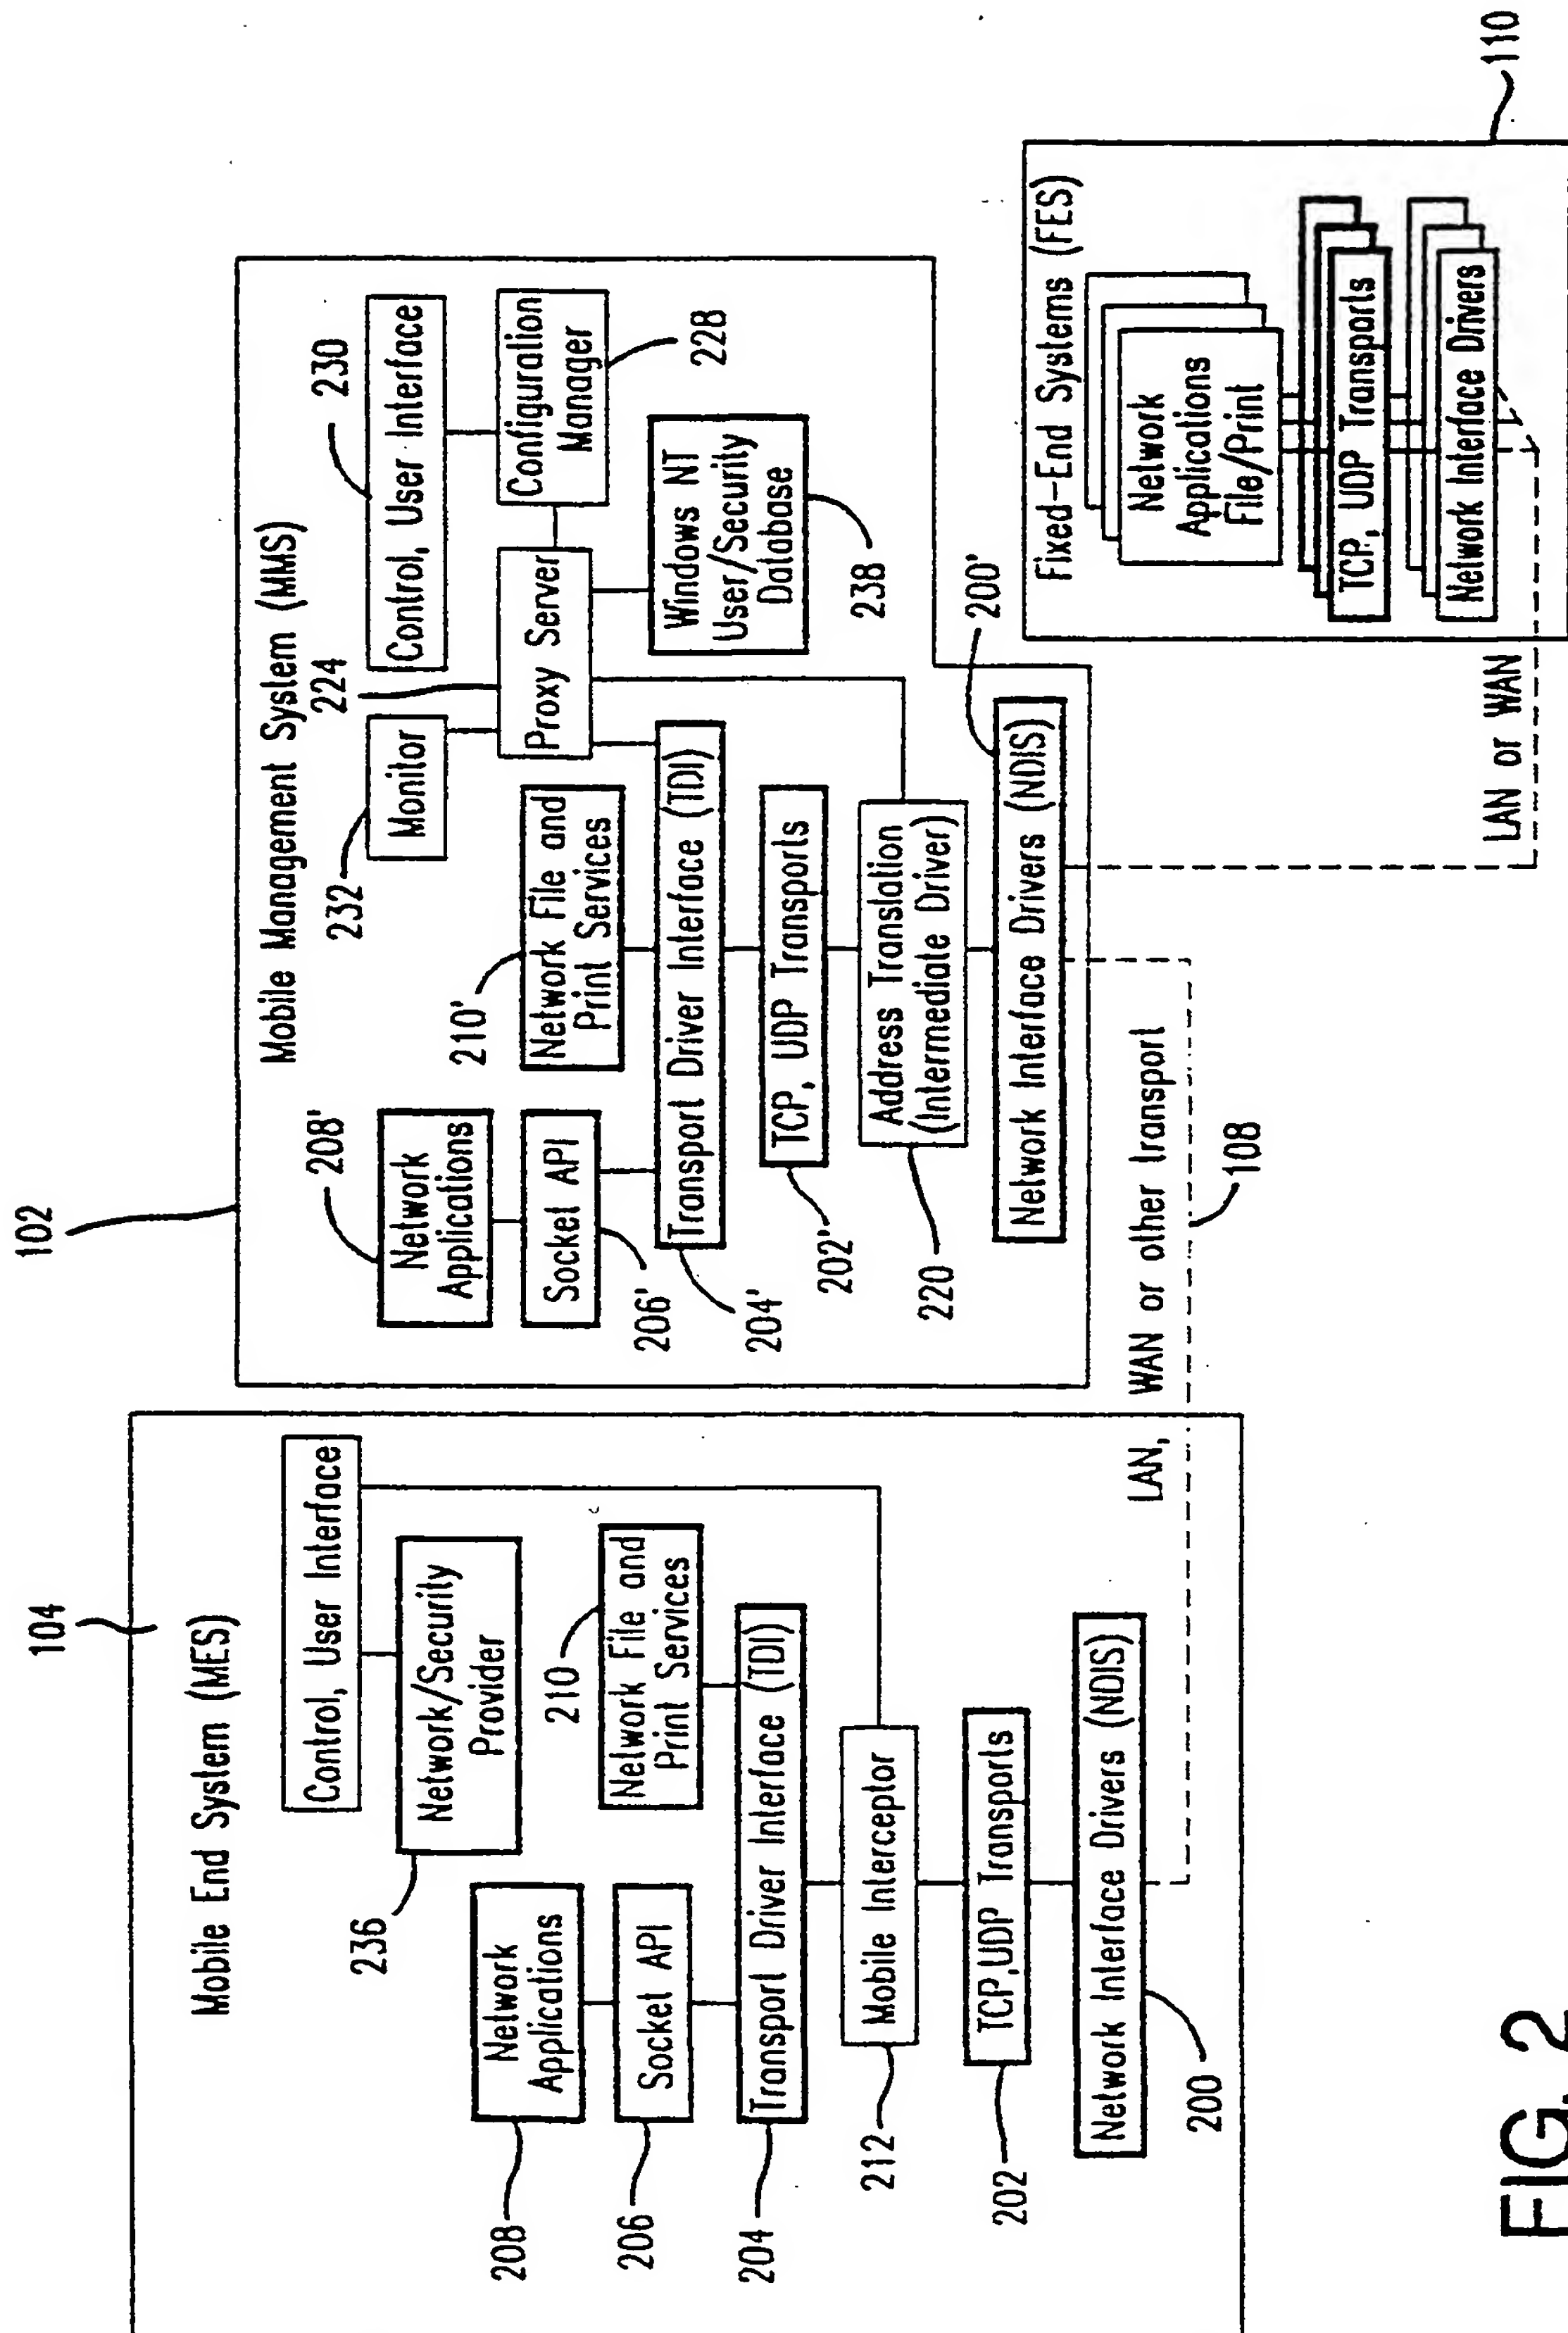 104
Mobile End System (MES)
Control, User Interface
Network/Security
Provider
236
Network
Applications
208
Socket API
206
210
Network File and
Print Services
Transport Driver Interface (TDI)
204
Mobile Interceptor
212
TCP,UDP Transports
202
Network Interface Drivers (NDIS)
200
102
Mobile Management System (MMS)
232
Monitor
224
Control, User Interface
230
Network
Applications
208'
Socket API
206'
210'
Network File and
Print Services
Proxy Server
Configuration
Manager
228
Windows NT
User/Security
Database
238
Transport Driver Interface (TDI)
204'
TCP, UDP Transports
202'
Address Translation
(Intermediate Driver)
220
Network Interface Drivers (NDIS)
200'
LAN, WAN or other transport
108
LAN or WAN
Fixed-End Systems (FES)
Network
Applications
File/Print
TCP, UDP Transports
Network Interface Drivers
110
FIG. 2